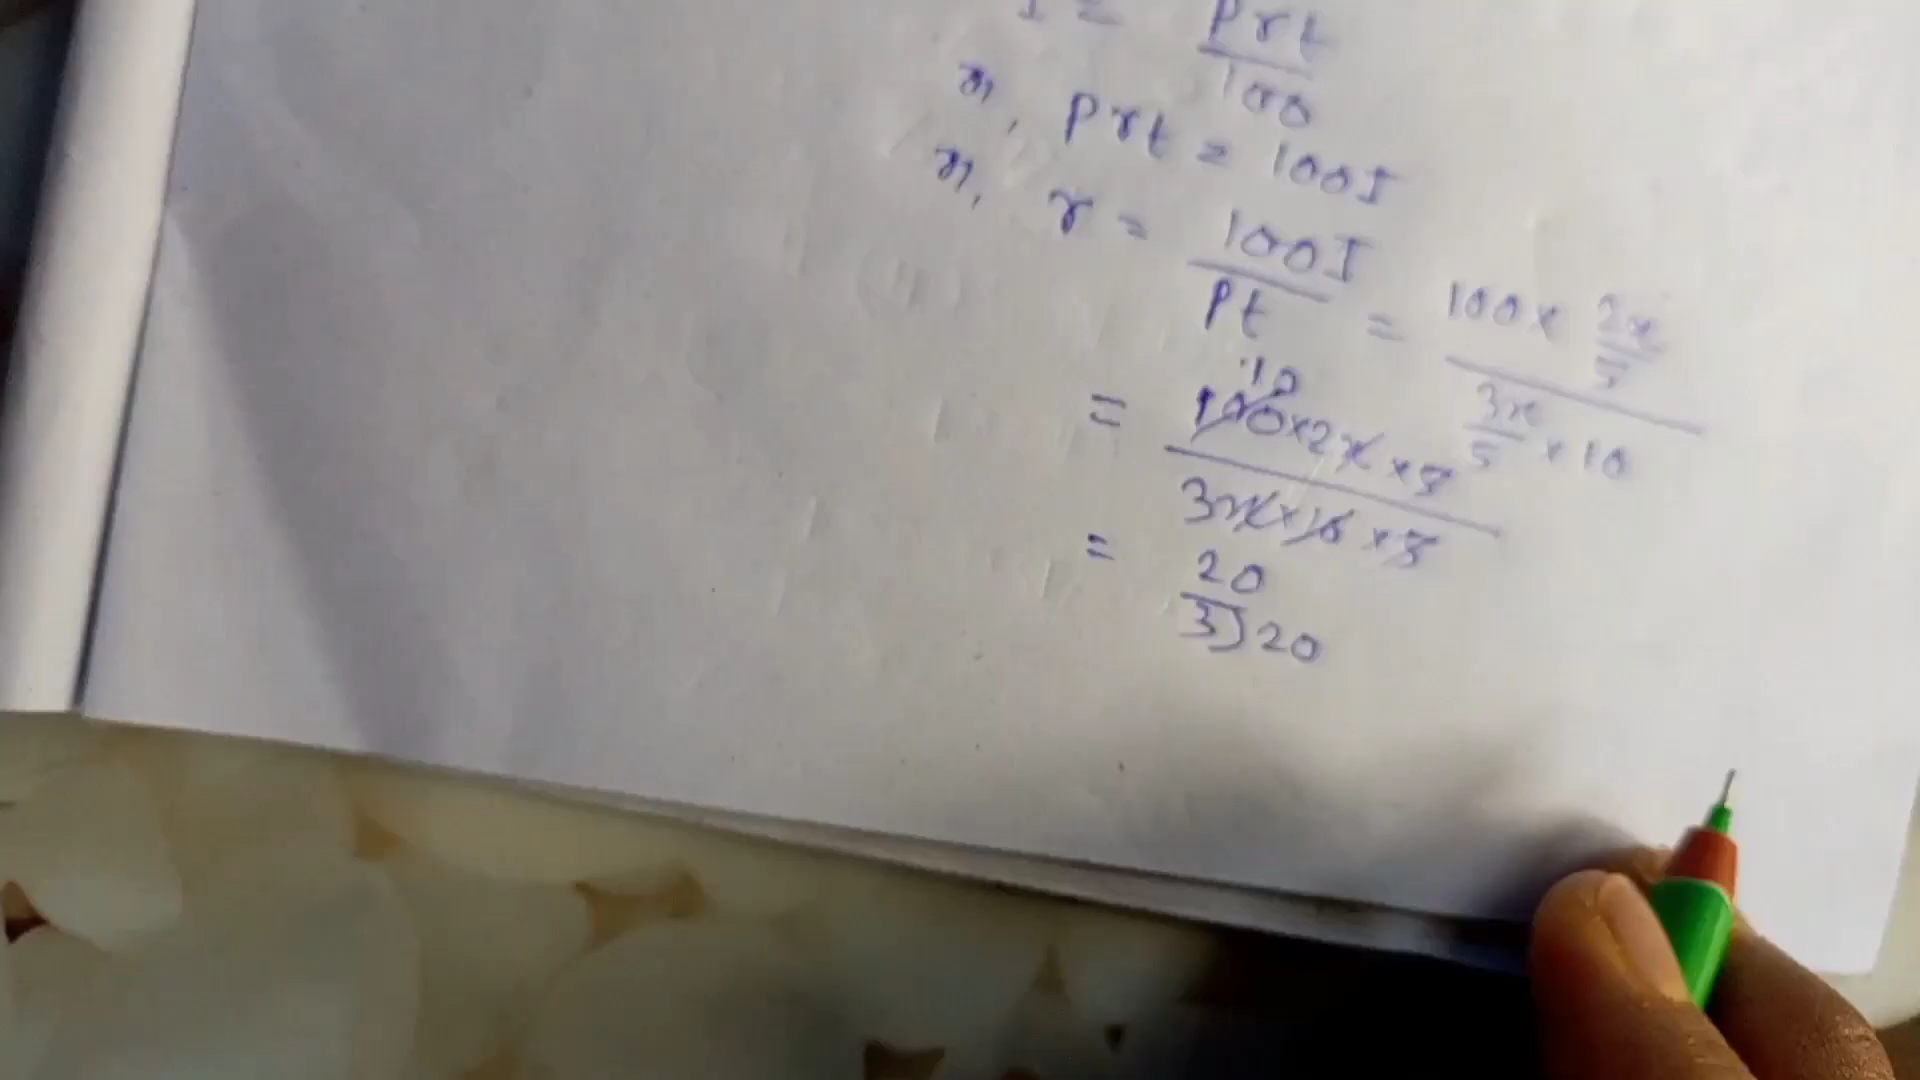 I = prt/100
বা, prt = 100I
বা, r = 100I/pt = (100 × 2x/5)/(3x/5 × 10)
= (100 × 2x × 5)/(3x × 10 × 5) 10
= 20/3)20